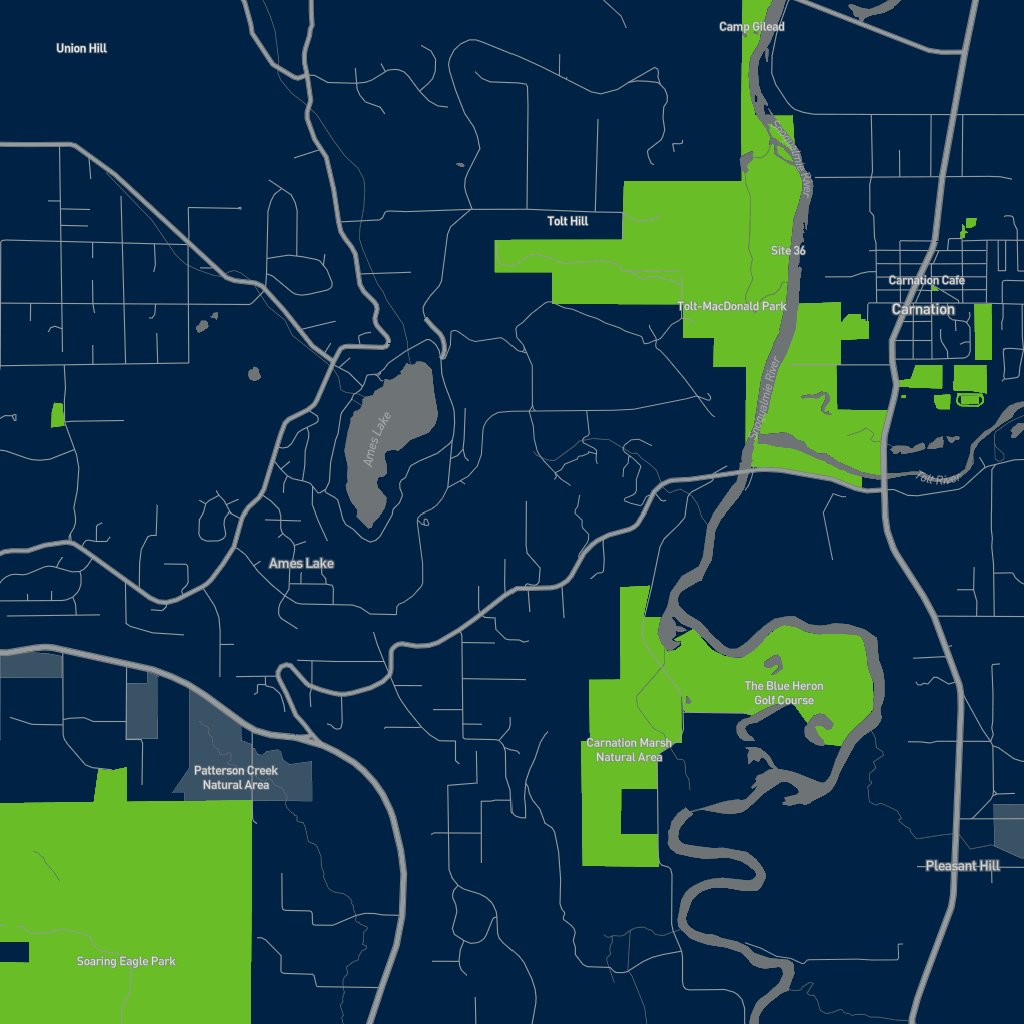 Camp Gilead
Union Hill
Snoqualmie River
Tolt Hill
Site 36
Carnation Cafe
Tolt-MacDonald Park
Carnation
Snoqualmie River
Ames Lake
Tolt River
Ames Lake
The Blue Heron
Golf Course
Carnation Marsh
Natural Area
Patterson Creek
Natural Area
Pleasant Hill
Soaring Eagle Park